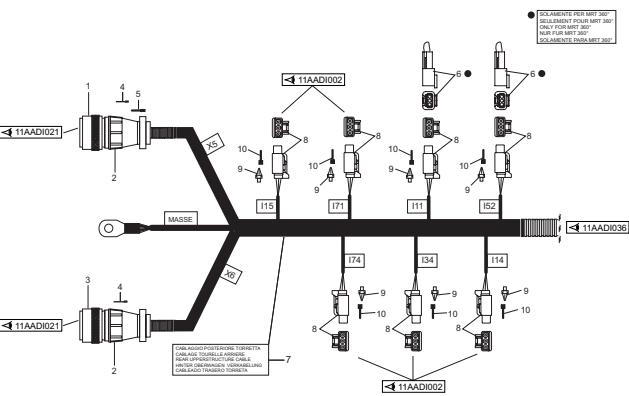 SOLAMENTE PER MRT 360°
SEULEMENT POUR MRT 360°
ONLY FOR MRT 360°
NUR FUR MRT 360°
SOLAMENTE PARA MRT 360°
1
4
5
11AADI002
6
6
11AADI021
X5
8
8
10
10
10
10
9
9
9
9
2
I15
I71
I11
I52
MASSE
11AADI036
3
4
X6
I74
I34
I14
9
9
9
10
10
10
11AADI021
8
8
8
2
CABLAGGIO POSTERIORE TORRETTA
CABLAGE TOURELLE ARRIERE
REAR UPPERSTRUCTURE CABLE
HINTER OBERWAGEN VERKABELUNG
CABLEADO TRASERO TORRETA
7
11AADI002